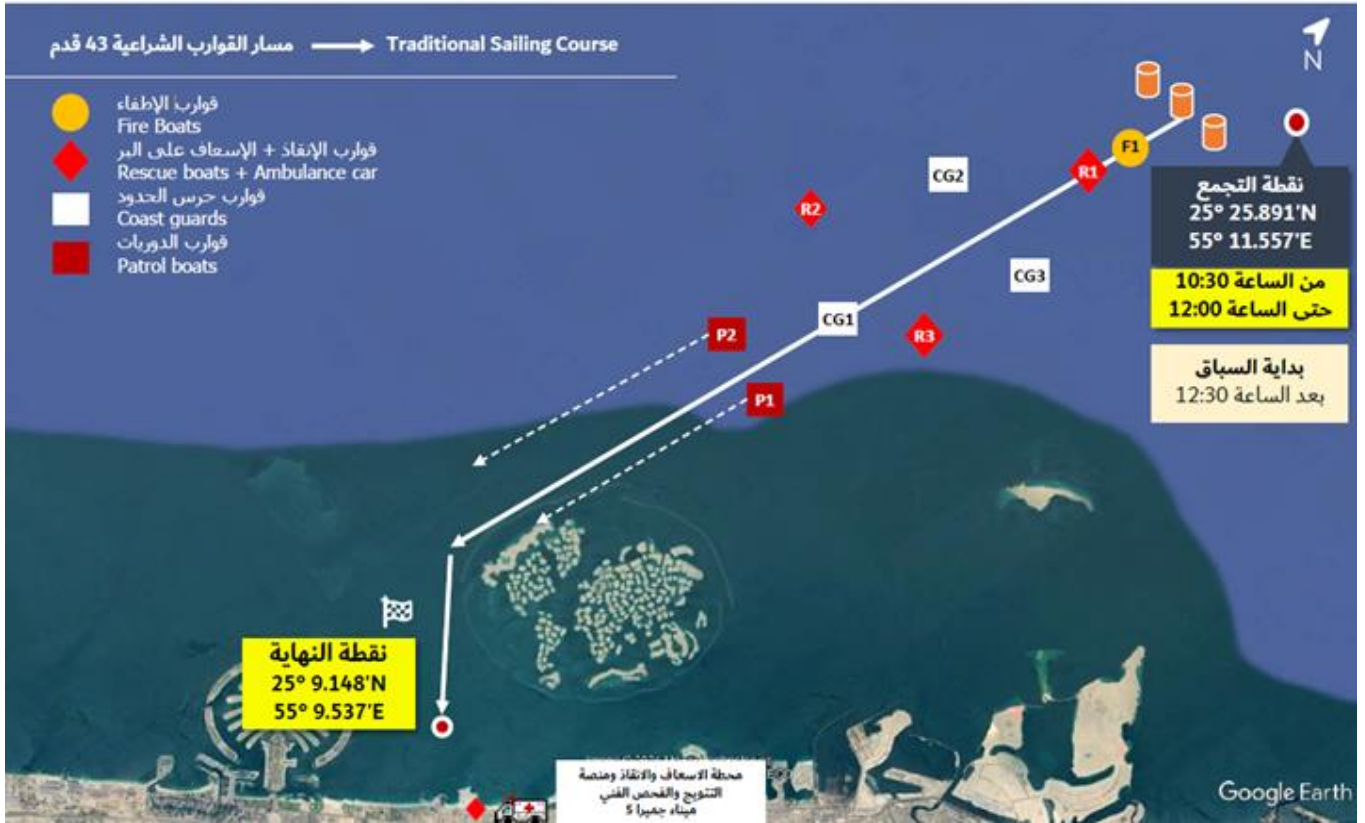 مسار القوارب الشراعية 43 قدم Traditional Sailing Course
N
قوارب الإطفاء
Fire Boats
قوارب الإنقاذ + الإسعاف على البر
Rescue boats + Ambulance car
قوارب حرس الحدود
Coast guards
قوارب الدوريات
Patrol boats
F1
R1
CG2
R2
CG3
CG1
R3
P2
P1
نقطة التجمع
25° 25.891'N
55° 11.557'E
من الساعة 10:30
حتى الساعة 12:00
بداية السباق
بعد الساعة 12:30
نقطة النهاية
25° 9.148'N
55° 9.537'E
محطة الاسعاف والانقاذ ومنصة
التتويج والفحص الفني
ميناء جميرا 5
Google Earth